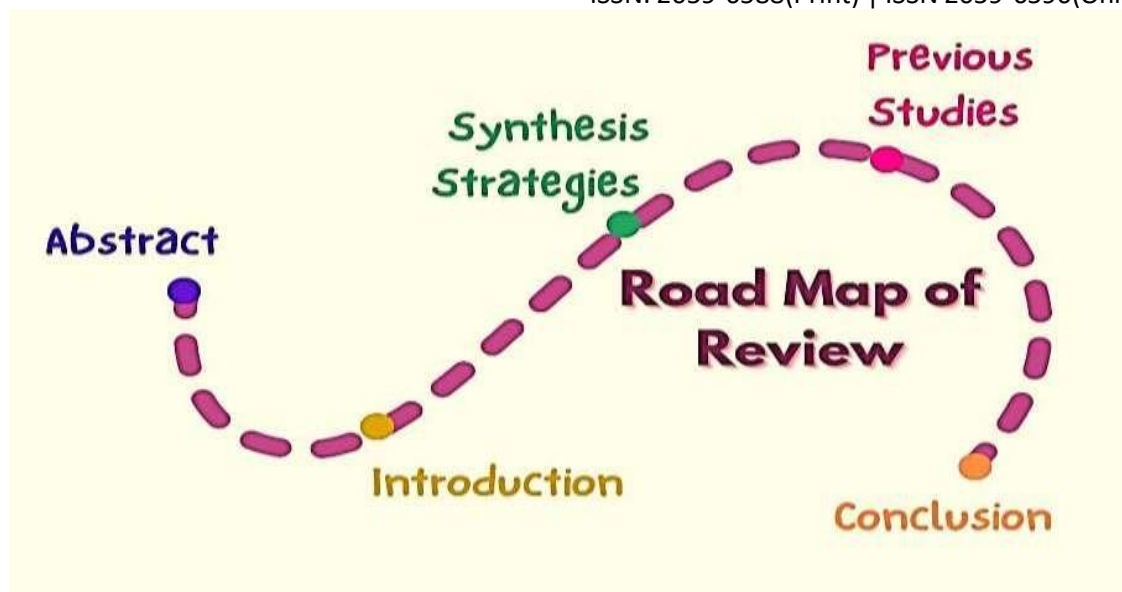 Previous
Studies
Synthesis
Strategies
Abstract
Road Map of
Review
Introduction
Conclusion